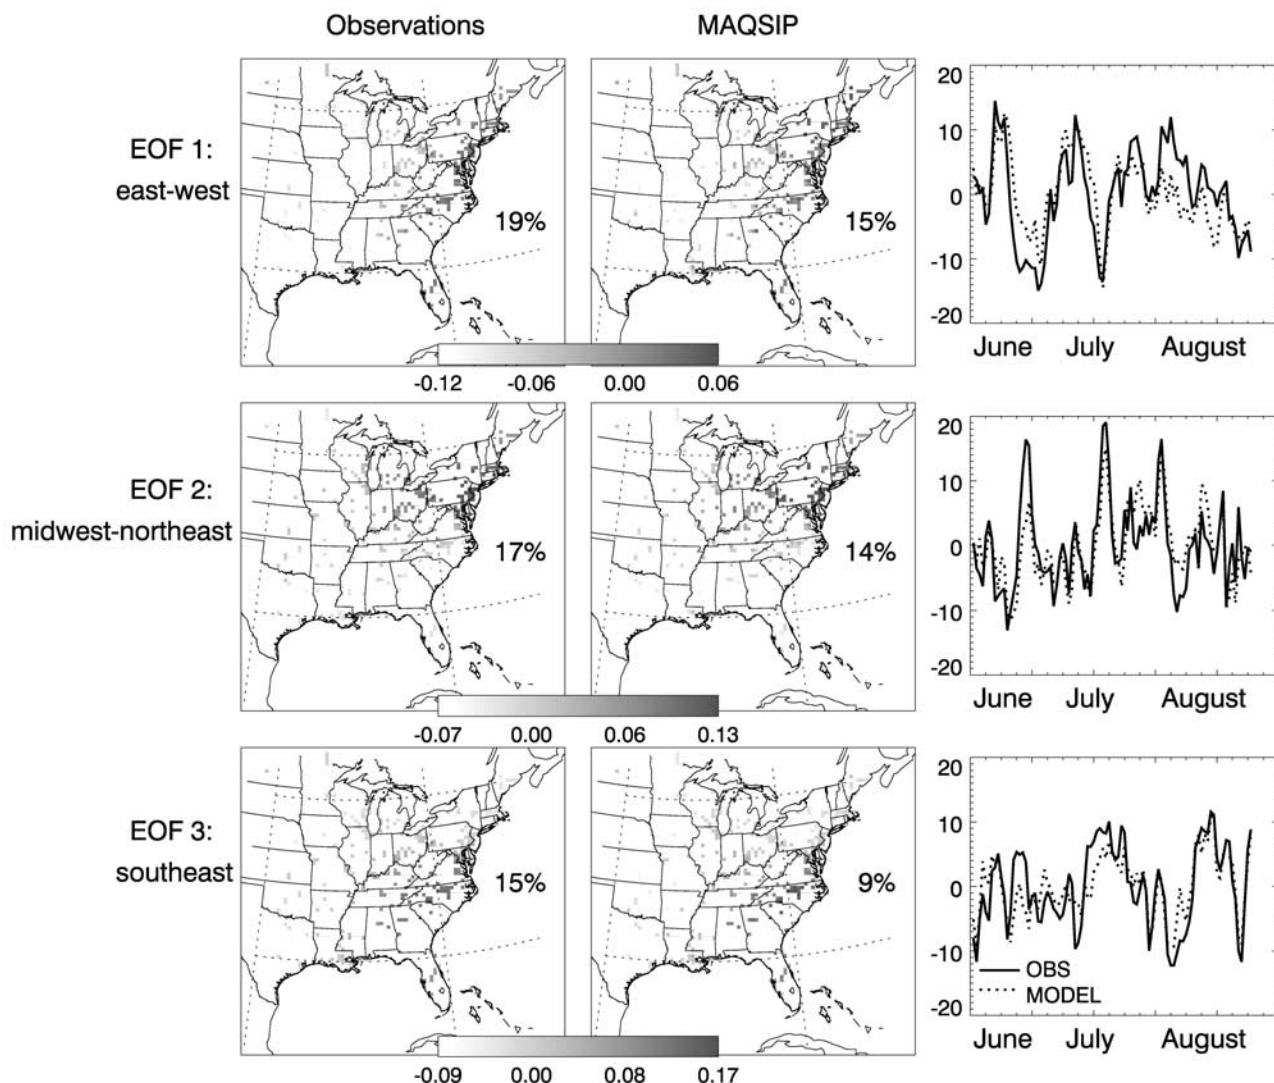 Observations MAQSIP
EOF 1:
east-west
19%
15%
20
10
0
-10
-20
June July August
-0.12 -0.06 0.00 0.06
EOF 2:
midwest-northeast
17%
14%
20
10
0
-10
-20
June July August
-0.07 0.00 0.06 0.13
EOF 3:
southeast
15%
9%
20
10
0
-10
20
OBS
MODEL
June July August
-0.09 0.00 0.08 0.17